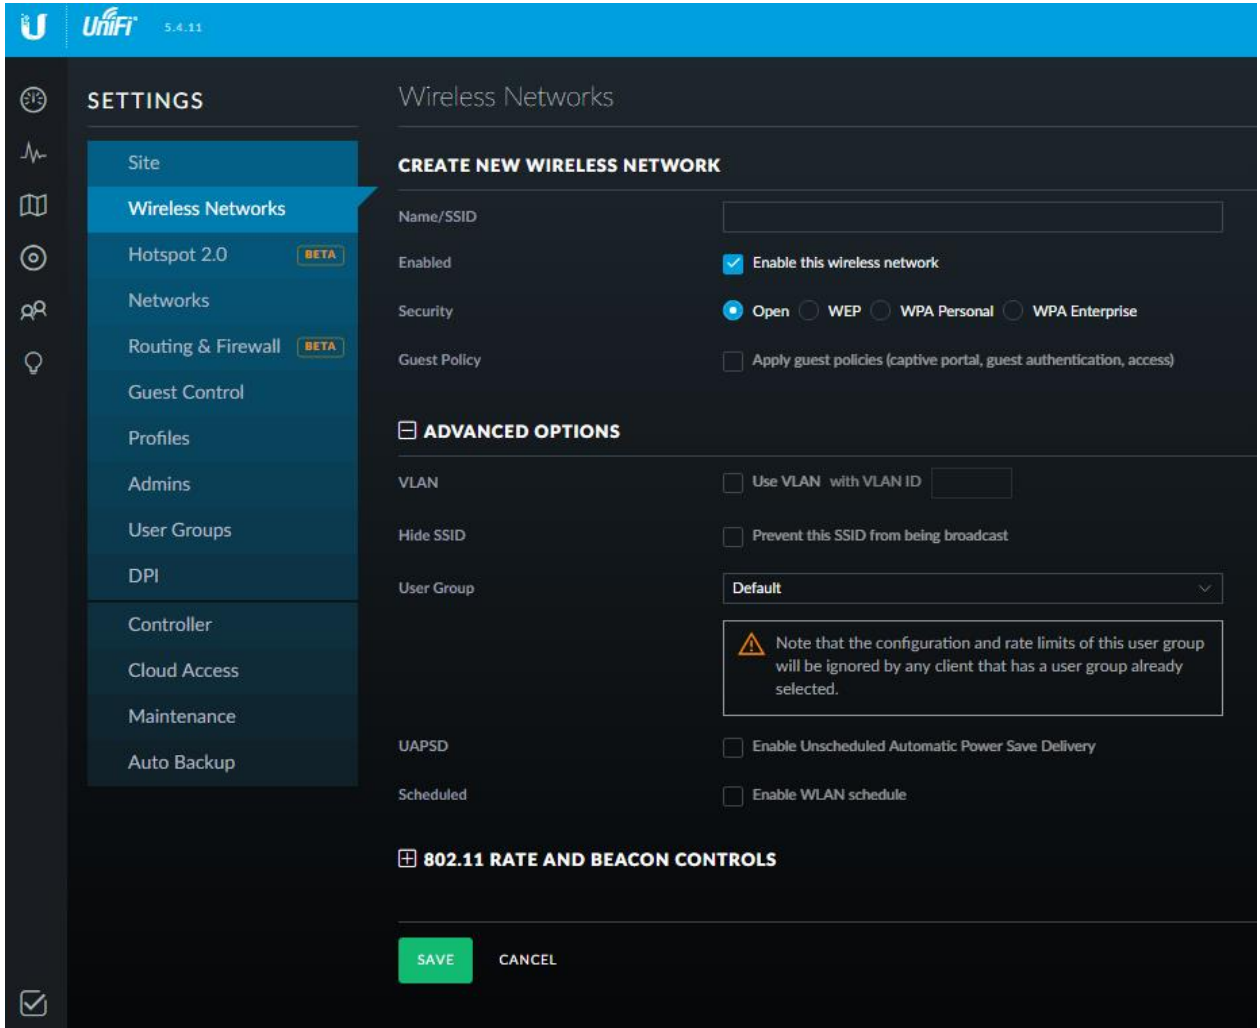 UniFi 5.4.11
SETTINGS
Site
Wireless Networks
Hotspot 2.0 BETA
Networks
Routing & Firewall BETA
Guest Control
Profiles
Admins
User Groups
DPI
Controller
Cloud Access
Maintenance
Auto Backup
Wireless Networks
CREATE NEW WIRELESS NETWORK
Name/SSID
Enabled Enable this wireless network
Security Open WEP WPA Personal WPA Enterprise
Guest Policy Apply guest policies (captive portal, guest authentication, access)
ADVANCED OPTIONS
VLAN Use VLAN with VLAN ID
Hide SSID Prevent this SSID from being broadcast
User Group Default
Note that the configuration and rate limits of this user group
will be ignored by any client that has a user group already
selected.
UAPSD Enable Unscheduled Automatic Power Save Delivery
Scheduled Enable WLAN schedule
802.11 RATE AND BEACON CONTROLS
SAVE CANCEL